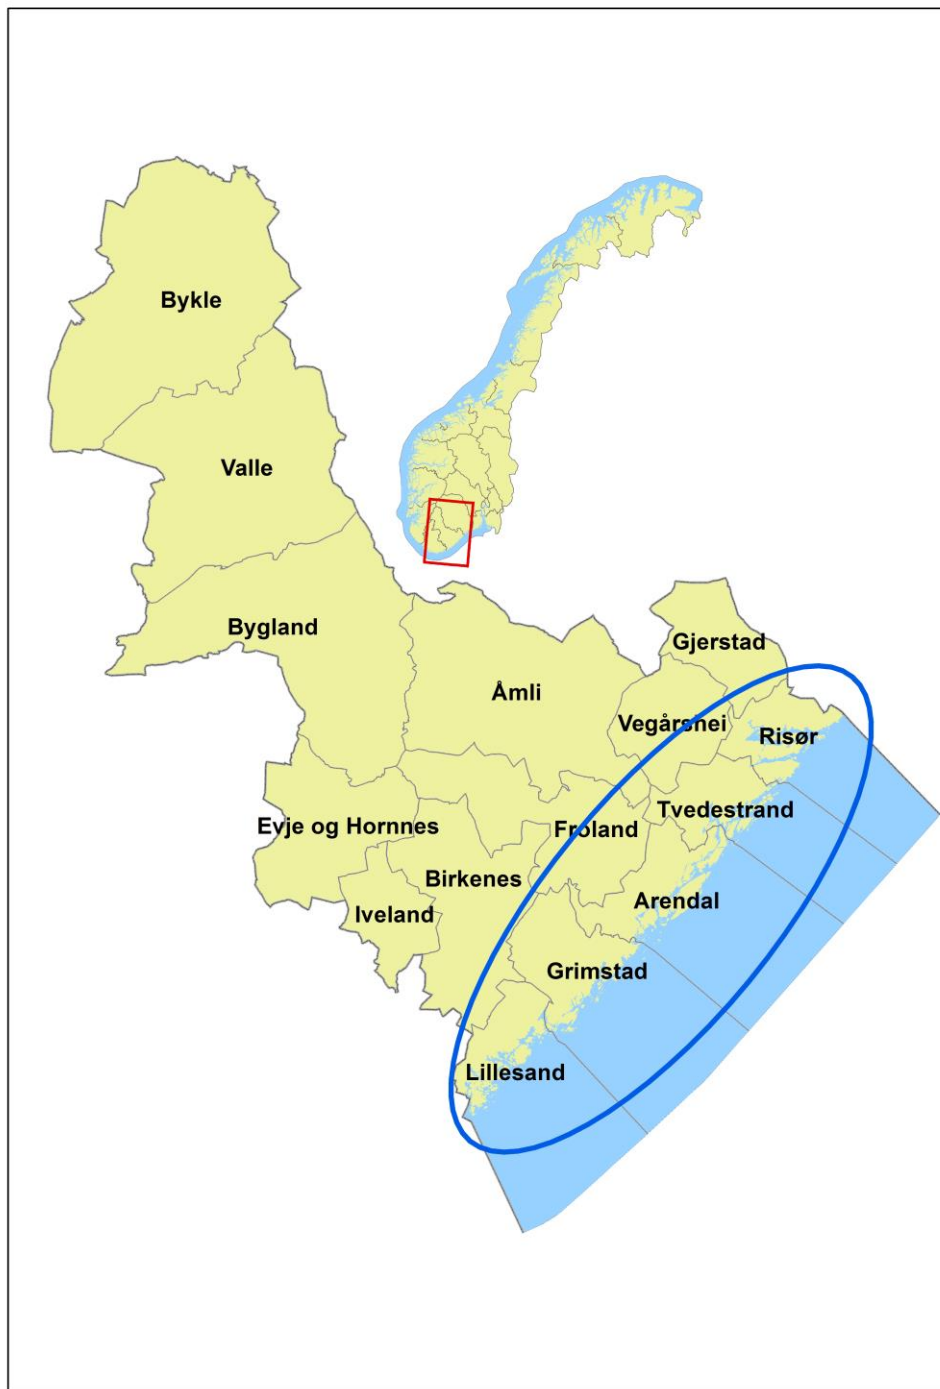 Bykle
Valle
Bygland
Gjerstad
Åmli
Vegårshei
Risør
Tvedestrand
Evje og Hornnes
Froland
Birkenes
Arendal
Iveland
Grimstad
Lillesand